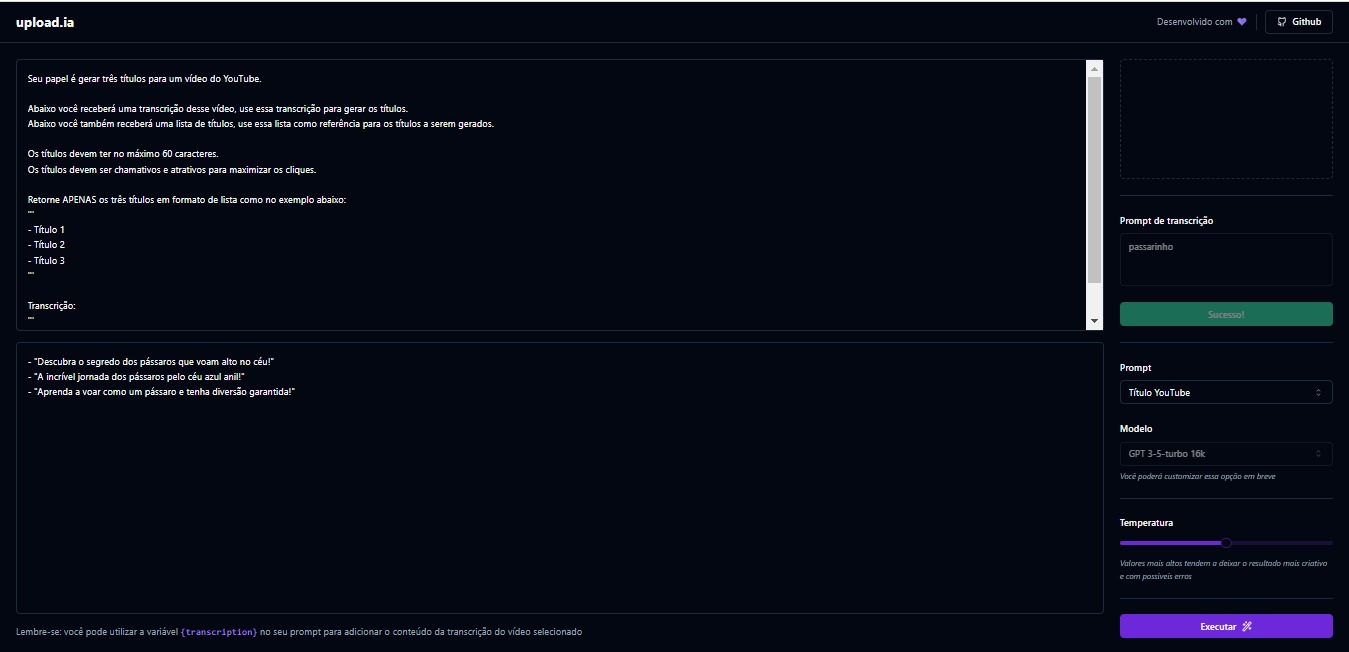 upload.ia
Desenvolvido com
Github
Seu papel é gerar três títulos para um vídeo do YouTube.
Abaixo você receberá uma transcrição desse vídeo, use essa transcrição para gerar os títulos.
Abaixo você também receberá uma lista de títulos, use essa lista como referência para os títulos a serem gerados.
Os títulos devem ter no máximo 60 caracteres.
Os títulos devem ser chamativos e atrativos para maximizar os cliques.
Retorne APENAS os três títulos em formato de lista como no exemplo abaixo:
'''
- Título 1
- Título 2
- Título 3
'''
Transcrição:
'''
- "Descubra o segredo dos pássaros que voam alto no céu!"
- "A incrível jornada dos pássaros pelo céu azul anil!"
- "Aprenda a voar como um pássaro e tenha diversão garantida!"
Lembre-se: você pode utilizar a variável {transcription} no seu prompt para adicionar o conteúdo da transcrição do vídeo selecionado
Prompt de transcrição
passarinho
Sucesso!
Prompt
Título YouTube
Modelo
GPT 3-5-turbo 16k
Você poderá customizar essa opção em breve
Temperatura
Valores mais altos tendem a deixar o resultado mais criativo
e com possíveis erros
Executar